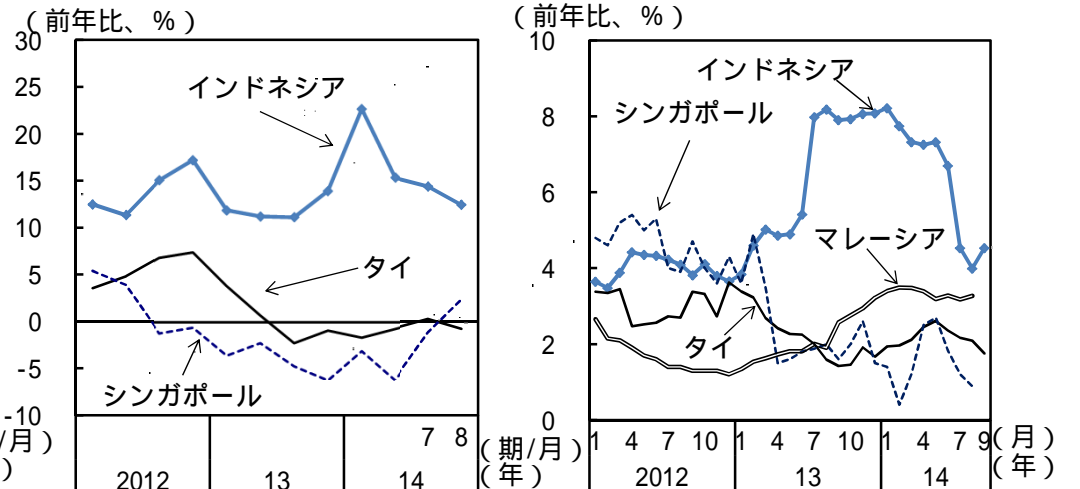 （前年比、％）
30
25
20
15
10
5
0
-5
-10
インドネシア
タイ
シンガポール
7 8
2012 13 14
/月）
）
（期/月）
（年）
（前年比、％）
10
8
6
4
2
0
インドネシア
シンガポール
マレーシア
タイ
1 4 7 10 1 4 7 10 1 4 7 9
（月）
2012 13 14
（年）